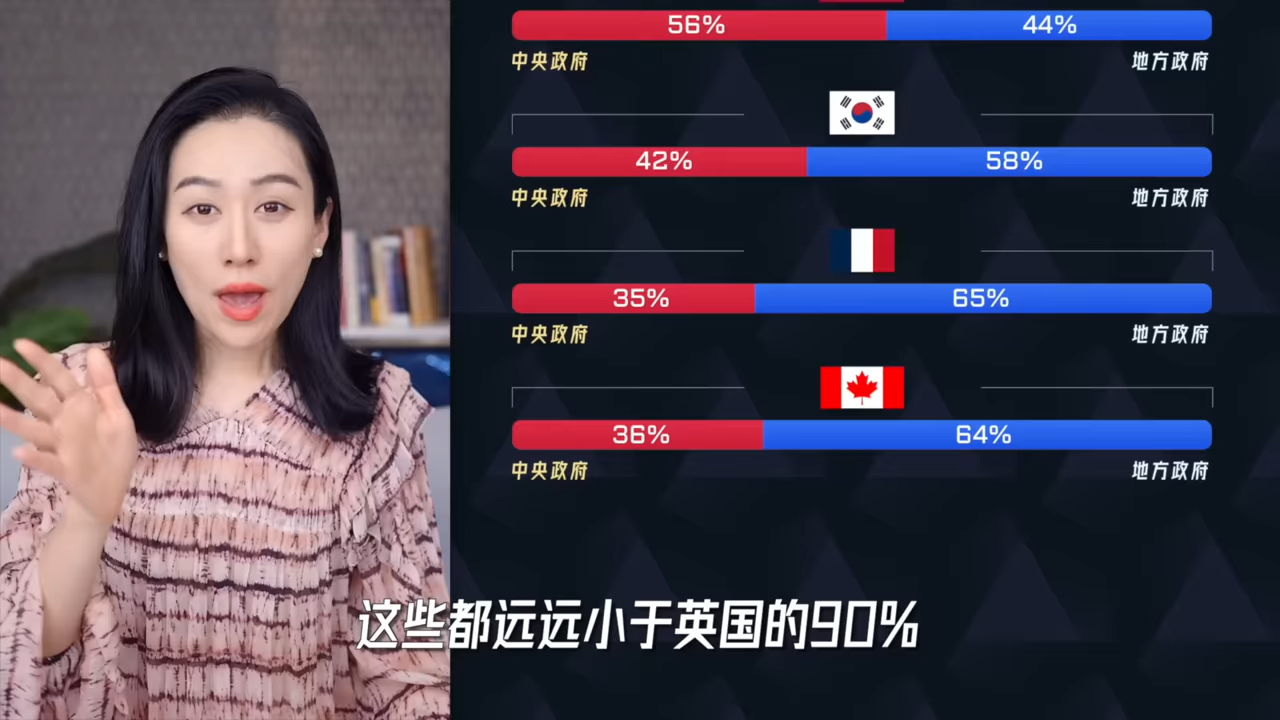 56% 44%
中央政府 地方政府
42% 58%
中央政府 地方政府
35% 65%
中央政府 地方政府
36% 64%
中央政府 地方政府
这些都远远小于英国的90%